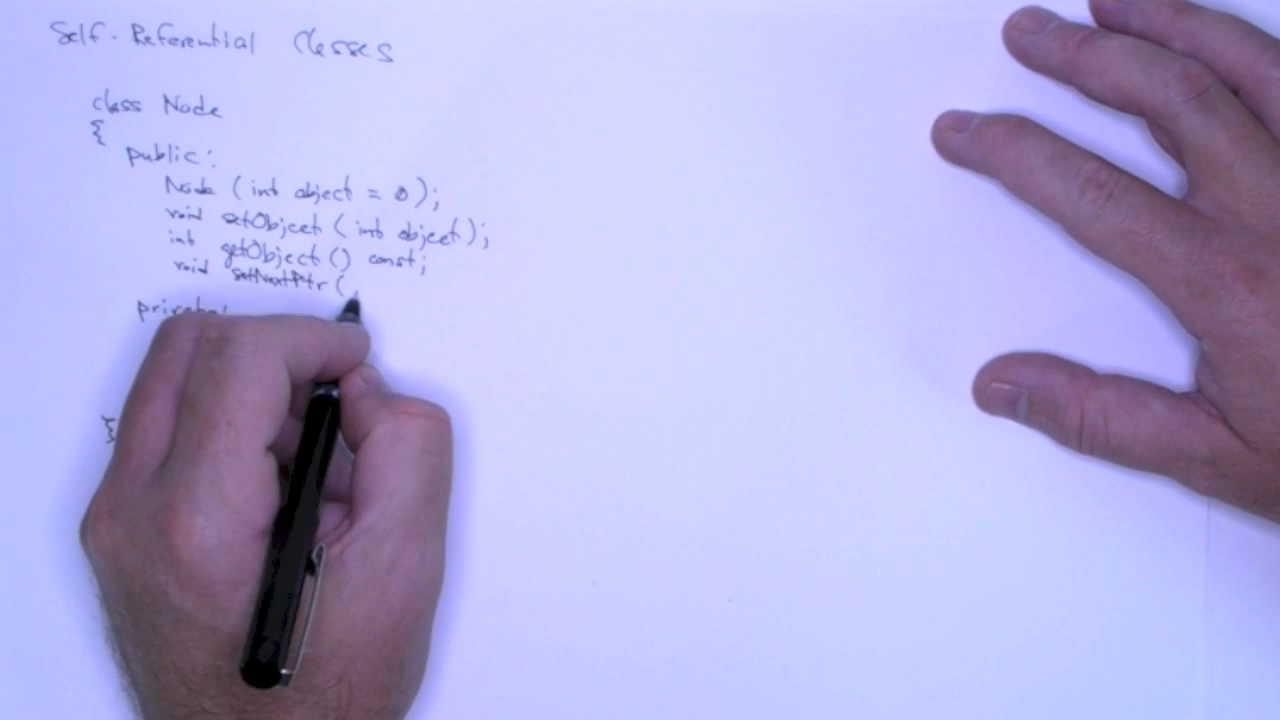 Self-Referential Classes
class Node
{
public:
Node (int object = 0);
void setObject (int object);
int getObject () const;
void setNextPtr (
private:
};